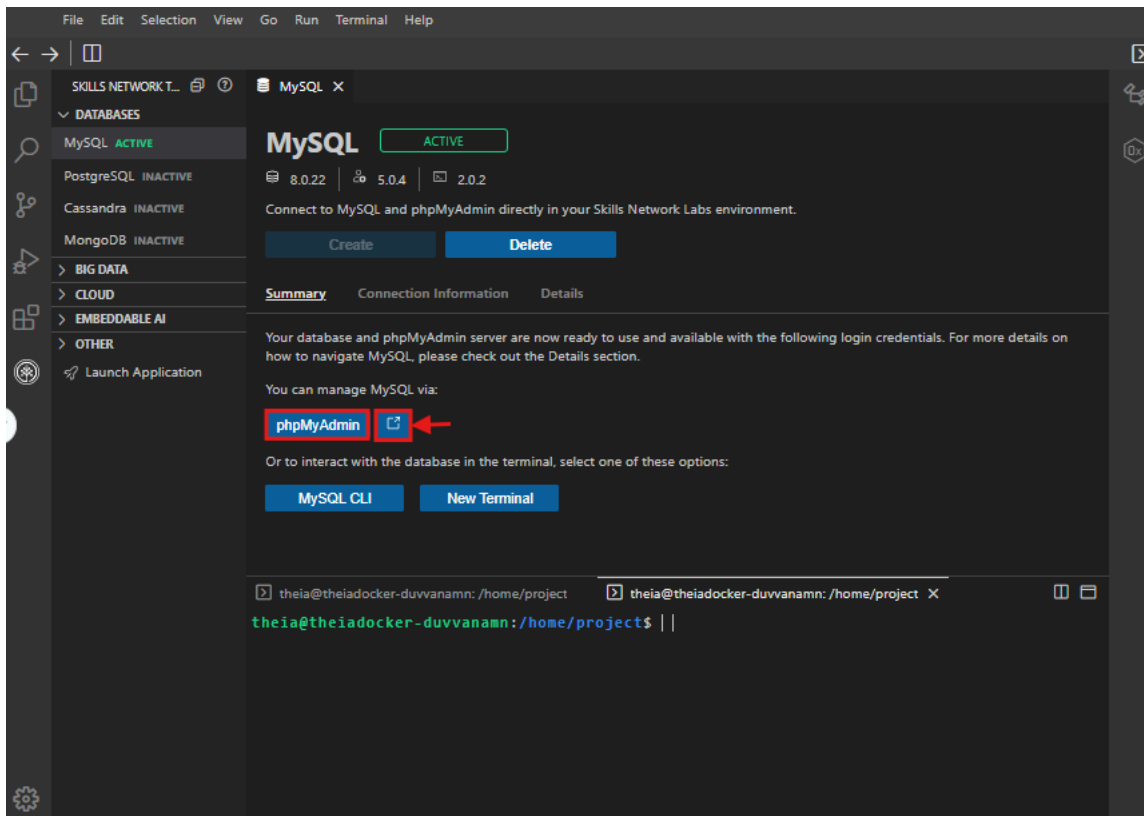 File Edit Selection View Go Run Terminal Help
SKILLS NETWORK T...
DATABASES
MySQL ACTIVE
PostgreSQL INACTIVE
Cassandra INACTIVE
MongoDB INACTIVE
BIG DATA
CLOUD
EMBEDDABLE AI
OTHER
Launch Application
MySQL
MySQL ACTIVE
8.0.22 5.0.4 2.0.2
Connect to MySQL and phpMyAdmin directly in your Skills Network Labs environment.
Create Delete
Summary Connection Information Details
Your database and phpMyAdmin server are now ready to use and available with the following login credentials. For more details on
how to navigate MySQL, please check out the Details section.
You can manage MySQL via:
phpMyAdmin
Or to interact with the database in the terminal, select one of these options:
MySQL CLI New Terminal
theia@theiadocker-duvvanamn: /home/project theia@theiadocker-duvvanamn: /home/project
theia@theiadocker-duvvanamn:/home/project$